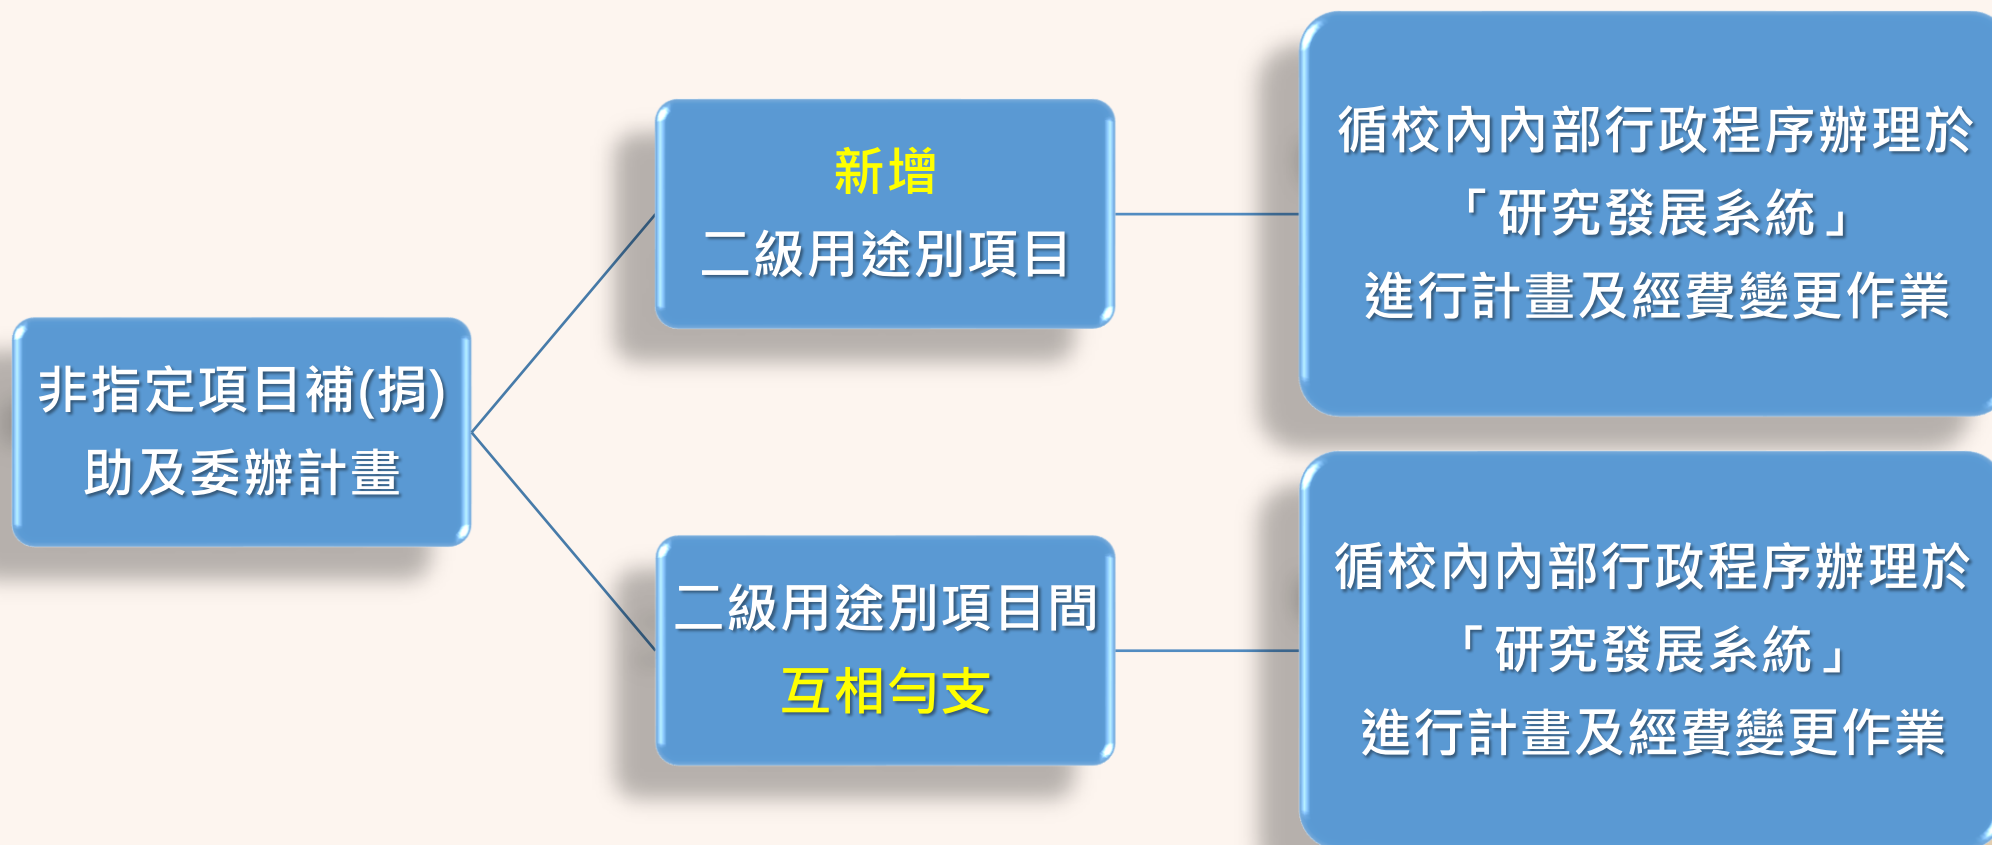 非指定項目補(捐)
助及委辦計畫
新增
二級用途別項目
循校內內部行政程序辦理於
「研究發展系統」
進行計畫及經費變更作業
二級用途別項目間
互相勻支
循校內內部行政程序辦理於
「研究發展系統」
進行計畫及經費變更作業